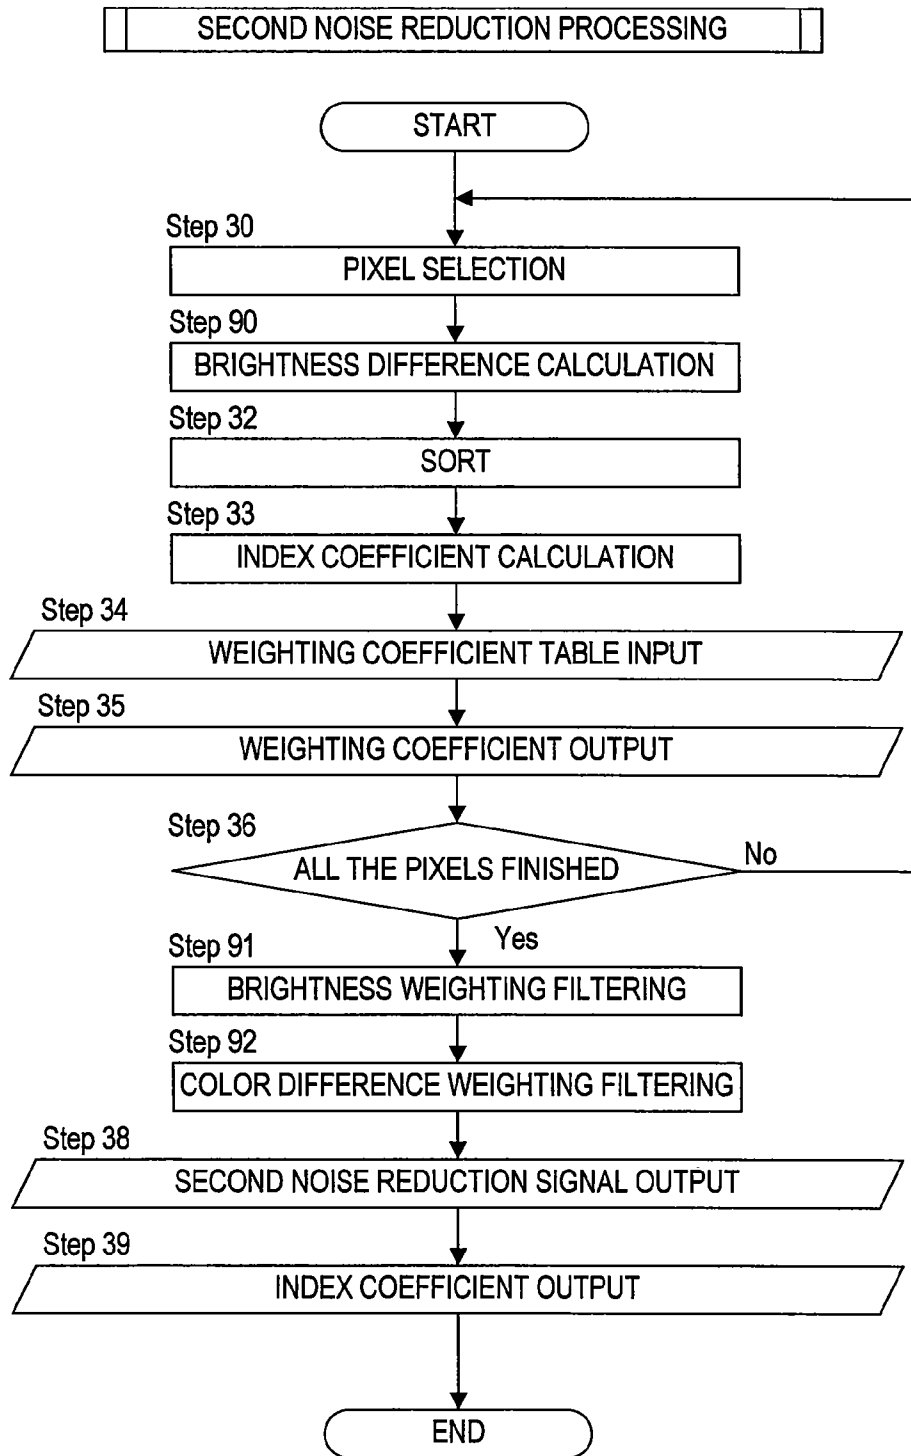 SECOND NOISE REDUCTION PROCESSING
START
Step 30
PIXEL SELECTION
Step 90
BRIGHTNESS DIFFERENCE CALCULATION
Step 32
SORT
Step 33
INDEX COEFFICIENT CALCULATION
Step 34
WEIGHTING COEFFICIENT TABLE INPUT
Step 35
WEIGHTING COEFFICIENT OUTPUT
Step 36
ALL THE PIXELS FINISHED
No
Yes
Step 91
BRIGHTNESS WEIGHTING FILTERING
Step 92
COLOR DIFFERENCE WEIGHTING FILTERING
Step 38
SECOND NOISE REDUCTION SIGNAL OUTPUT
Step 39
INDEX COEFFICIENT OUTPUT
END